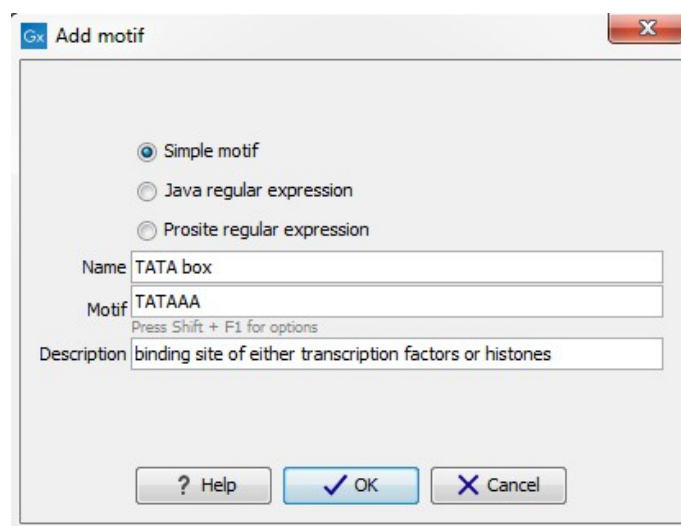 Gx Add motif
X
Simple motif
Java regular expression
Prosite regular expression
Name TATA box
Motif TATAAA
Press Shift + F1 for options
Description binding site of either transcription factors or histones
? Help OK Cancel